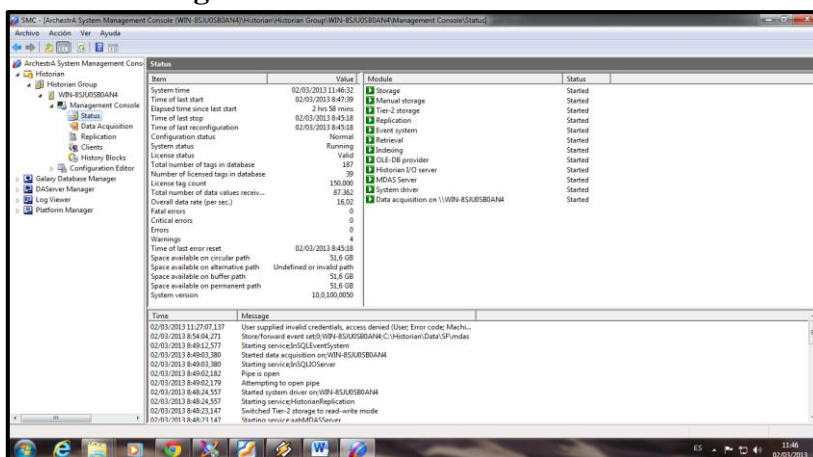 SMC - [ArchestrA System Management Console (WIN-8SJU0SB0AN4)\Historian\Historian Group\WIN-8SJU0SB0AN4\Management Console\Status]
Archivo Acción Ver Ayuda
ArchestrA System Management Cons
Historian
Historian Group
WIN-8SJU0SB0AN4
Management Console
Status
Data Acquisition
Replication
Clients
History Blocks
Configuration Editor
Galaxy Database Manager
DAServer Manager
Log Viewer
Platform Manager
Status
Item Value
System time 02/03/2013 11:46:32
Time of last start 02/03/2013 8:47:39
Elapsed time since last start 2 hrs 58 mins
Time of last stop 02/03/2013 8:45:18
Time of last reconfiguration 02/03/2013 8:45:18
Configuration status Normal
System status Running
License status Valid
Total number of tags in database 187
Number of licensed tags in database 39
License tag count 150.000
Total number of data values receiv... 87.362
Overall data rate (per sec.) 16,02
Fatal errors 0
Critical errors 0
Errors 0
Warnings 4
Time of last error reset 02/03/2013 8:45:18
Space available on circular path 51,6 GB
Space available on alternative path Undefined or invalid path
Space available on buffer path 51,6 GB
Space available on permanent path 51,6 GB
System version 10,0,100,0050
Module Status
Storage Started
Manual storage Started
Tier-2 storage Started
Replication Started
Event system Started
Retrieval Started
Indexing Started
OLE-DB provider Started
Historian I/O server Started
MDAS Server Started
System driver Started
Data acquisition on \\WIN-8SJU0SB0AN4 Started
Time Message
02/03/2013 11:27:07,137 User supplied invalid credentials, access denied (User; Error code; Machi...
02/03/2013 8:54:04,271 Store/forward event set;0;WIN-8SJU0SB0AN4;C:\Historian\Data\SF\mdas
02/03/2013 8:49:12,577 Starting service;InSQLEventSystem
02/03/2013 8:49:03,380 Started data acquisition on;WIN-8SJU0SB0AN4
02/03/2013 8:49:03,380 Starting service;InSQLIOServer
02/03/2013 8:49:02,182 Pipe is open
02/03/2013 8:49:02,179 Attempting to open pipe
02/03/2013 8:48:24,557 Started system driver on;WIN-8SJU0SB0AN4
02/03/2013 8:48:24,557 Starting service;HistorianReplication
02/03/2013 8:48:23,147 Switched Tier-2 storage to read-write mode
02/03/2013 8:48:23,147 Starting service;aahMDASServer
ES 11:46
02/03/2013